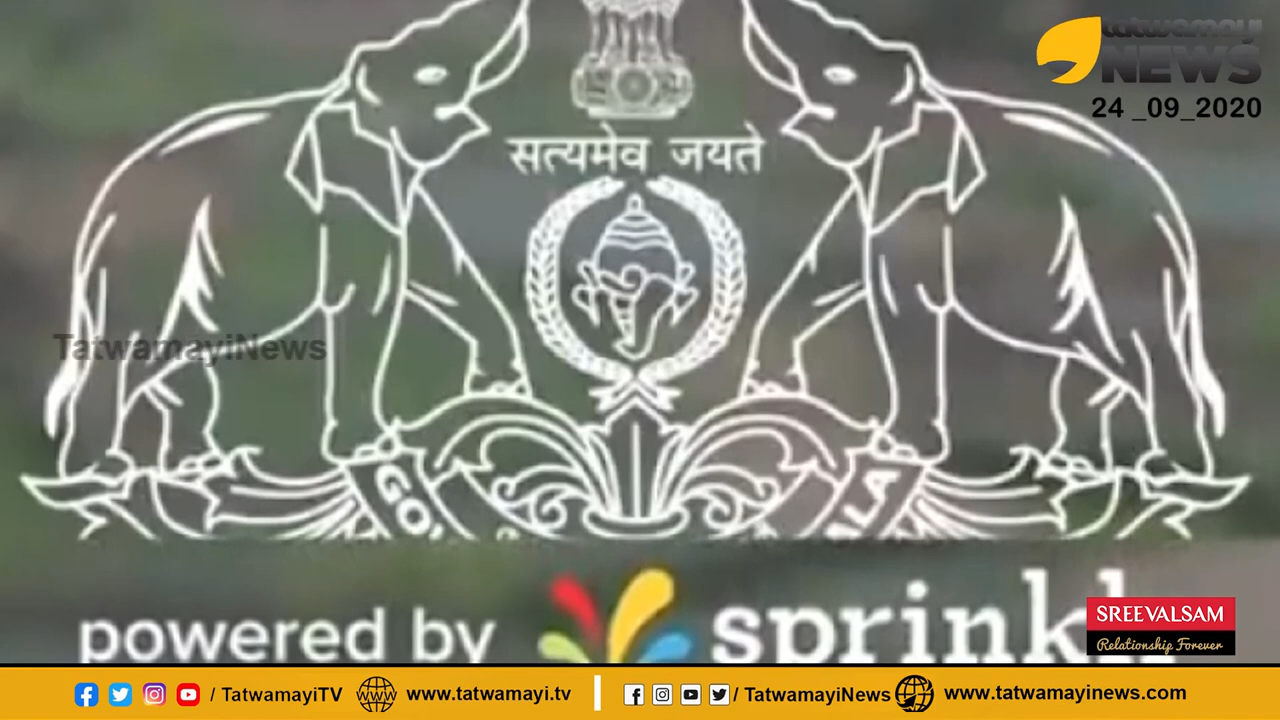 tatwamayi
NEWS
24 _09_2020
सत्यमेव जयते
TatwamayiNews
powered by
SREEVALSAM
Relationship Forever
/ TatwamayiTV www.tatwamayi.tv / TatwamayiNews www.tatwamayinews.com